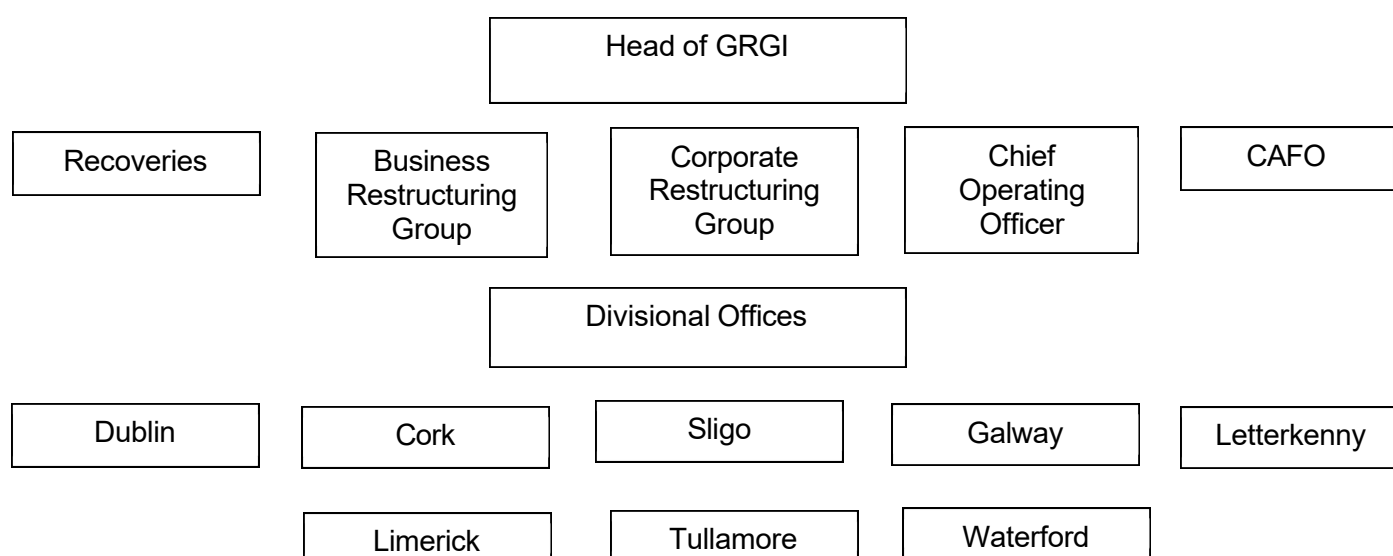 Head of GRGI
Recoveries
Business
Restructuring
Group
Corporate
Restructuring
Group
Chief
Operating
Officer
CAFO
Divisional Offices
Dublin
Cork
Sligo
Galway
Letterkenny
Limerick
Tullamore
Waterford